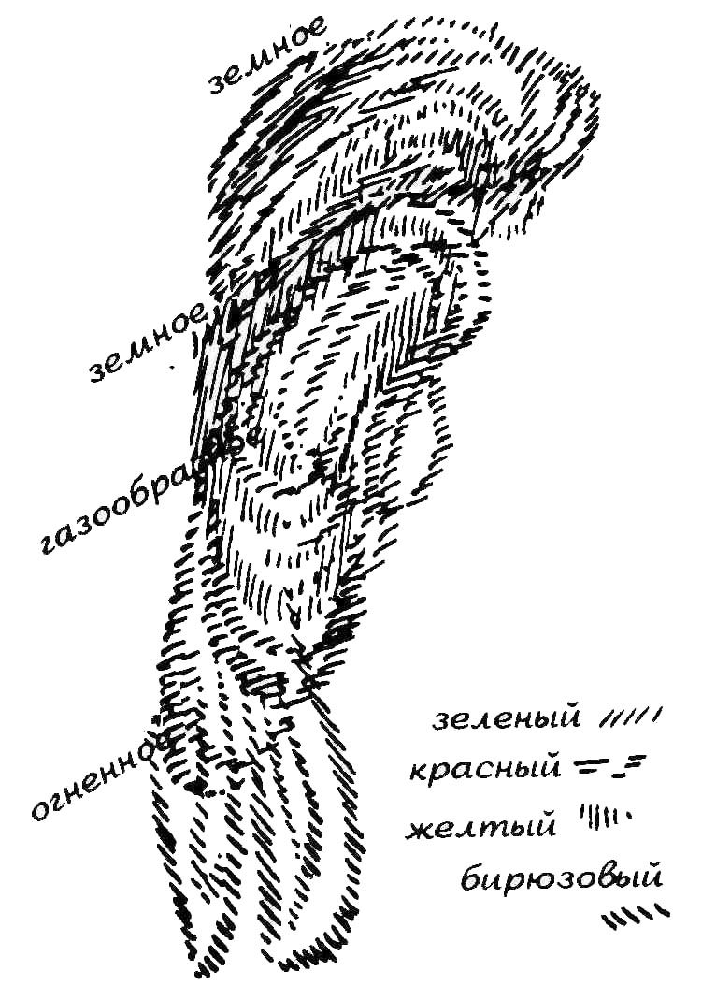 земное
земное
газообразное
огненное
зеленый
красный
желтый
бирюзовый